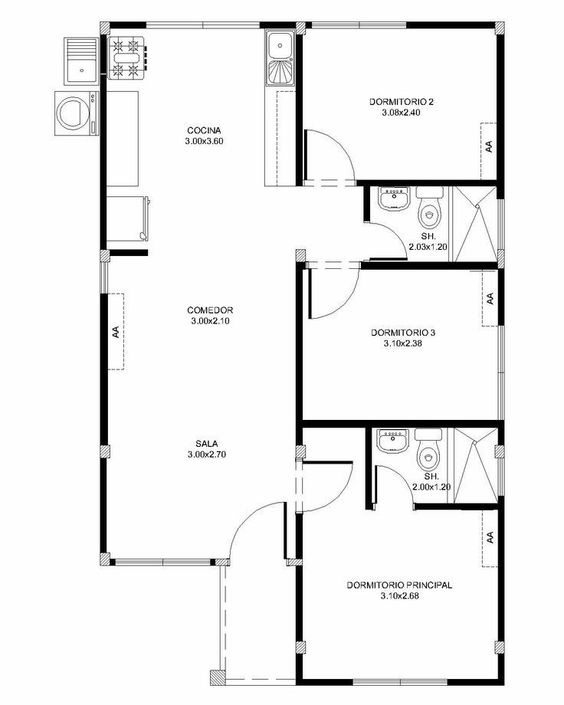 DORMITORIO 2
3.08x2.40
COCINA
3.00x3.60
AA
SH.
2.03x1.20
COMEDOR
3.00x2.10
AA
AA
DORMITORIO 3
3.10x2.38
SALA
3.00x2.70
SH.
2.00x1.20
AA
DORMITORIO PRINCIPAL
3.10x2.68